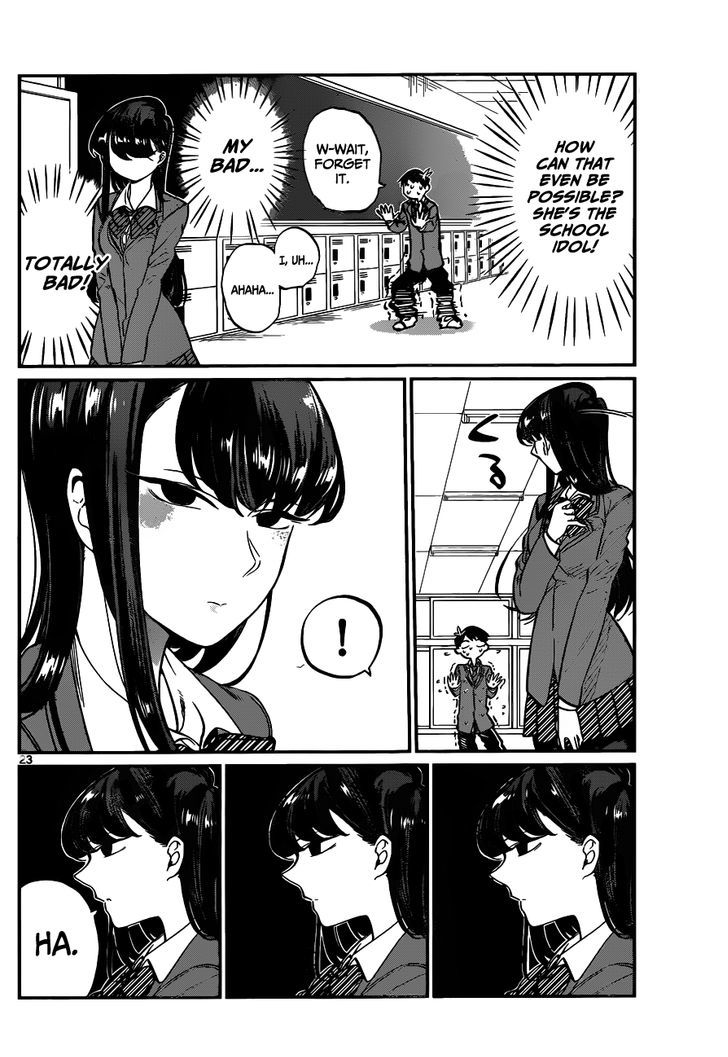 HOW
CAN THAT
EVEN BE
POSSIBLE?
SHE'S THE
SCHOOL
IDOL!
W-WAIT,
FORGET
IT.
I, UH...
AHAHA...
MY
BAD...
TOTALLY
BAD!
くる
!
23
HA.